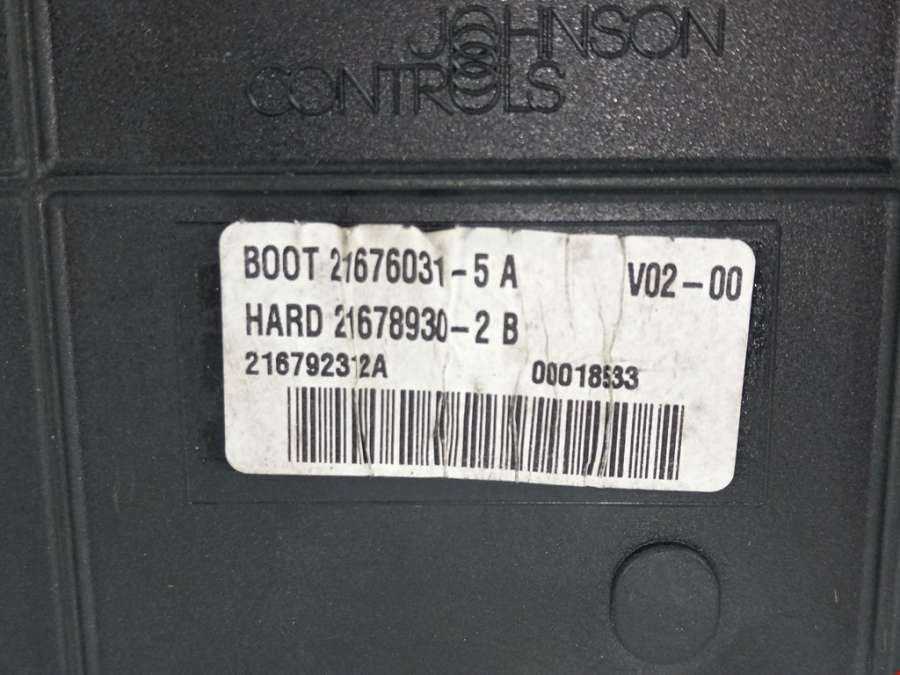 JOHNSON
CONTROLS
BOOT 21676031-5 A V02-00
HARD 21678930-2 B
216792312A 00018533